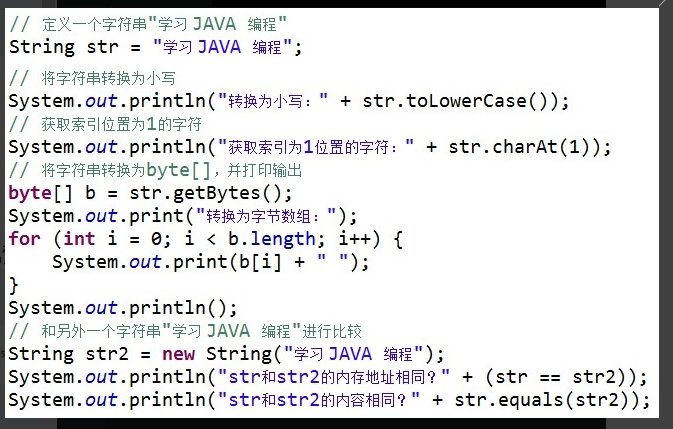 // 定义一个字符串"学习 JAVA 编程"
String str = "学习 JAVA 编程";
// 将字符串转换为小写
System.out.println("转换为小写：" + str.toLowerCase());
// 获取索引位置为1的字符
System.out.println("获取索引为1位置的字符：" + str.charAt(1));
// 将字符串转换为byte[]，并打印输出
byte[] b = str.getBytes();
System.out.print("转换为字节数组：");
for (int i = 0; i < b.length; i++) {
    System.out.print(b[i] + " ");
}
System.out.println();
// 和另外一个字符串"学习 JAVA 编程"进行比较
String str2 = new String("学习 JAVA 编程");
System.out.println("str和str2的内存地址相同？" + (str == str2));
System.out.println("str和str2的内容相同？" + str.equals(str2));